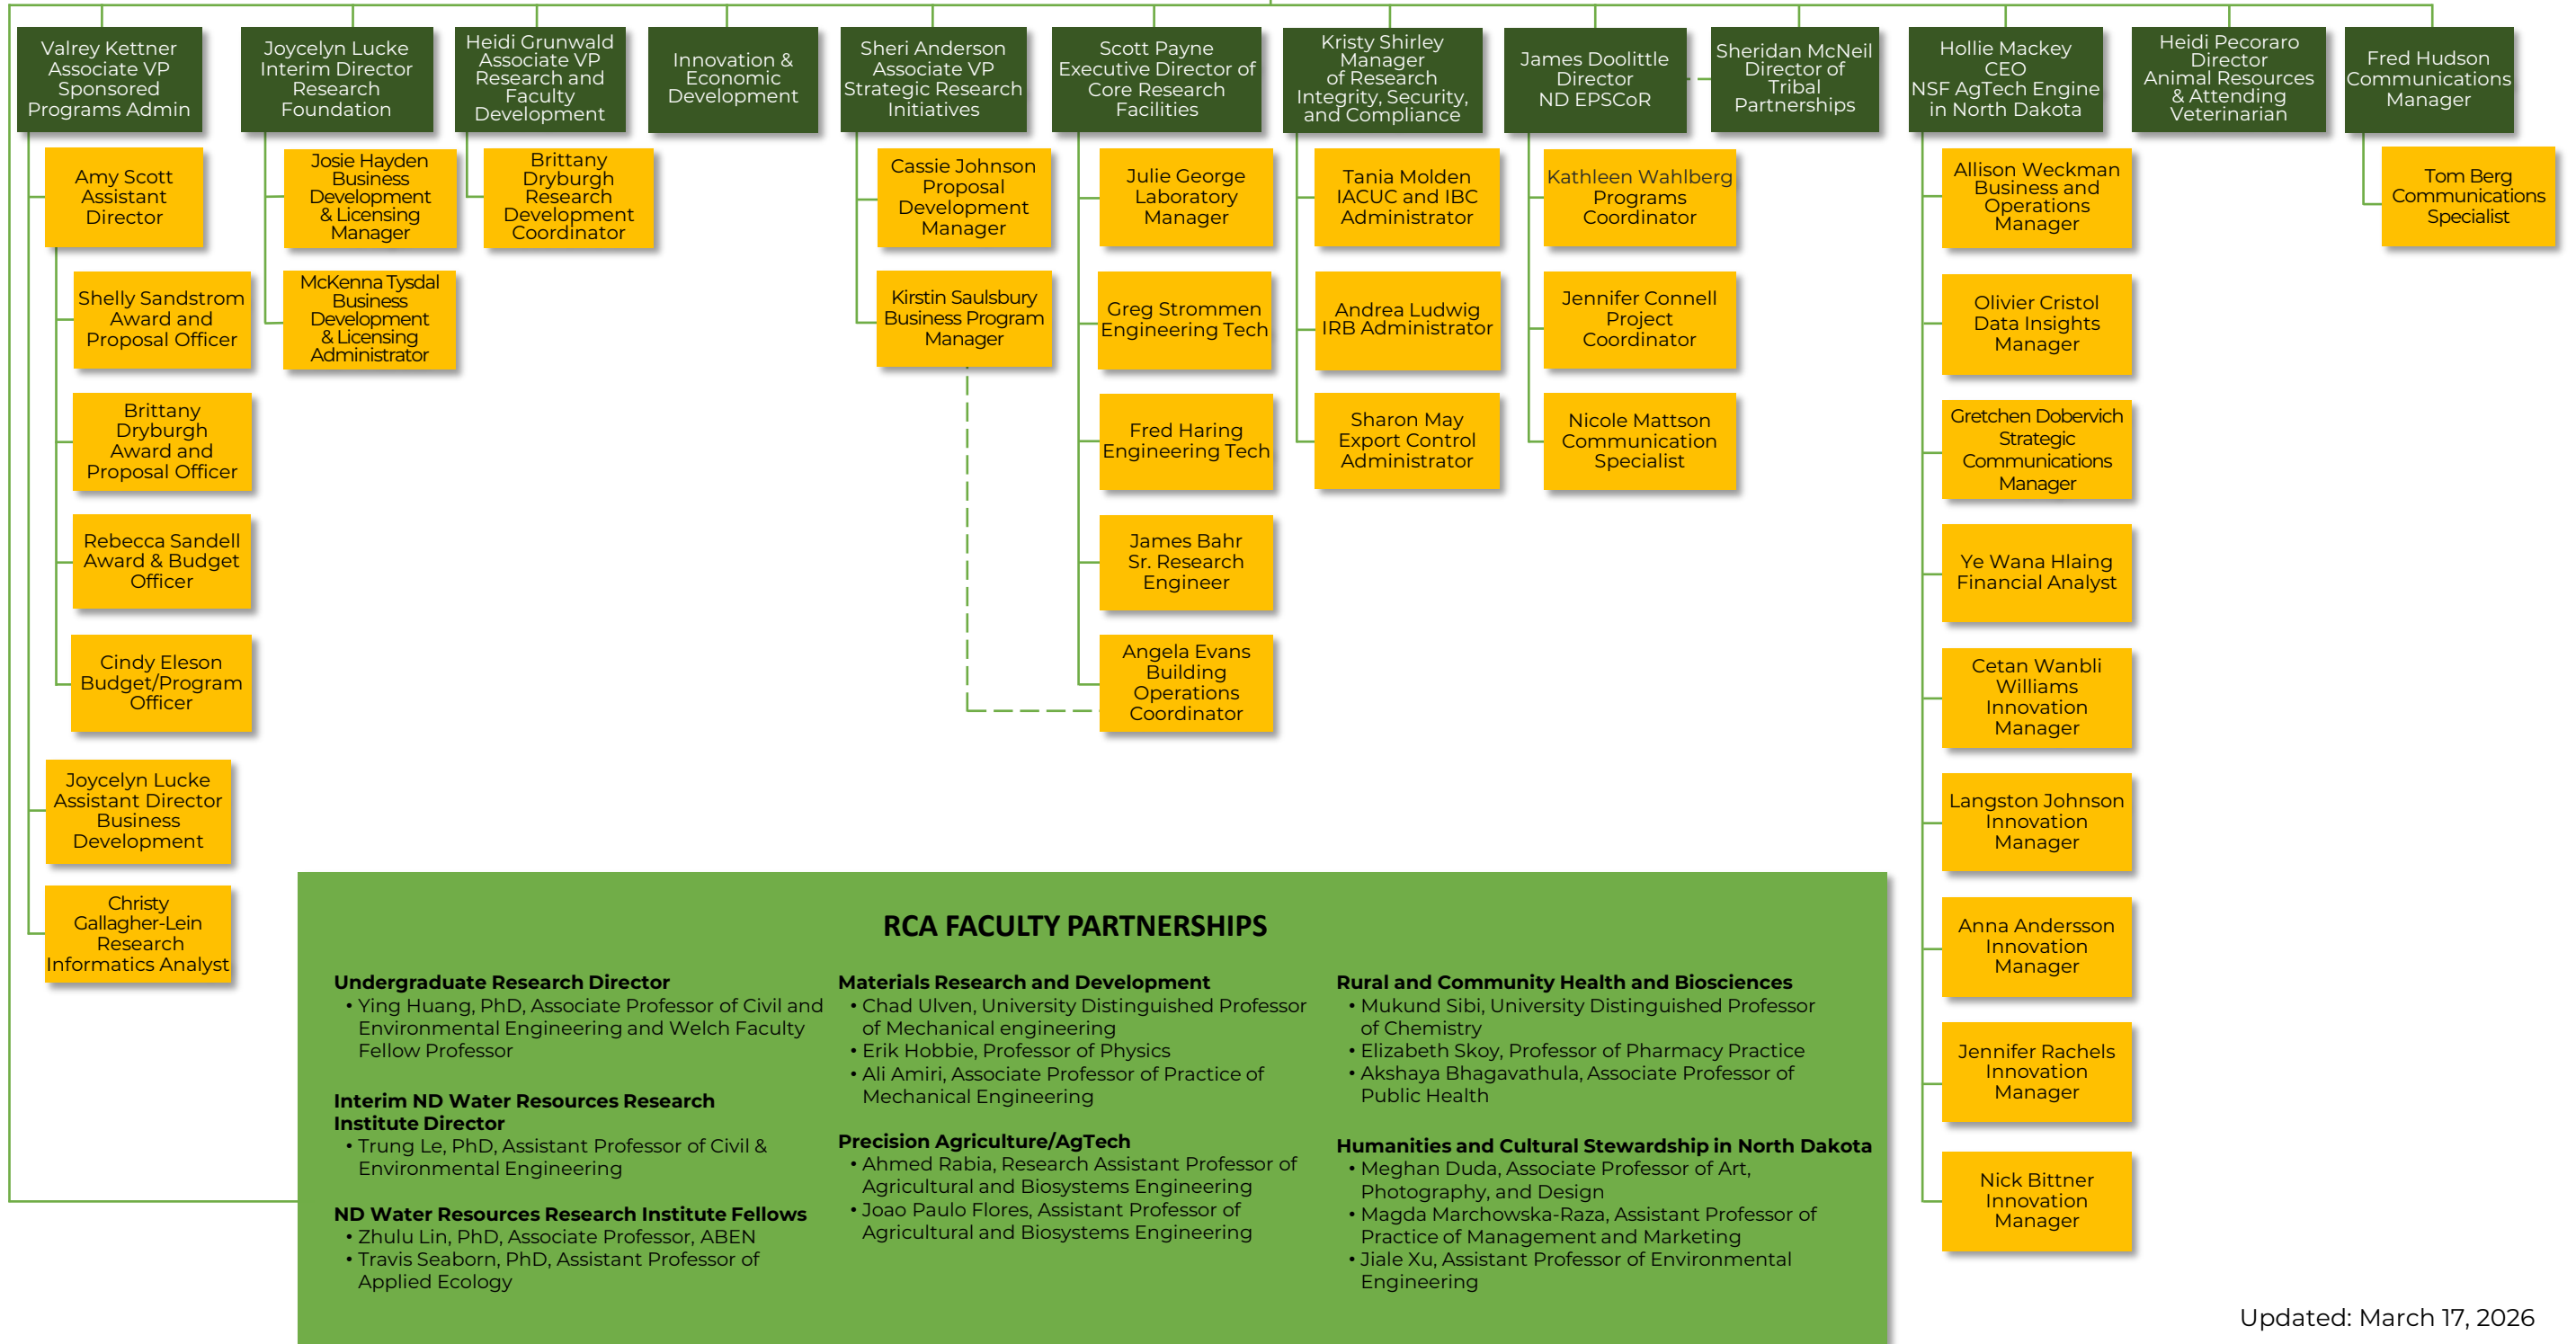 Valrey Kettner
Associate VP
Sponsored
Programs Admin
Joycelyn Lucke
Interim Director
Research
Foundation
Heidi Grunwald
Associate VP
Research and
Faculty
Development
Innovation &
Economic
Development
Sheri Anderson
Associate VP
Strategic Research
Initiatives
Scott Payne
Executive Director of
Core Research
Facilities
Kristy Shirley
Manager
of Research
Integrity, Security,
and Compliance
James Doolittle
Director
ND EPSCoR
Sheridan McNeil
Director of
Tribal
Partnerships
Hollie Mackey
CEO
NSF AgTech Engine
in North Dakota
Heidi Pecoraro
Director
Animal Resources
& Attending
Veterinarian
Fred Hudson
Communications
Manager
Amy Scott
Assistant
Director
Shelly Sandstrom
Award and
Proposal Officer
Brittany
Dryburgh
Award and
Proposal Officer
Rebecca Sandell
Award & Budget
Officer
Cindy Eleson
Budget/Program
Officer
Joycelyn Lucke
Assistant Director
Business
Development
Christy
Gallagher-Lein
Research
Informatics Analyst
Josie Hayden
Business
Development
& Licensing
Manager
McKenna Tysdal
Business
Development
& Licensing
Administrator
Brittany
Dryburgh
Research
Development
Coordinator
Cassie Johnson
Proposal
Development
Manager
Kirstin Saulsbury
Business Program
Manager
Julie George
Laboratory
Manager
Greg Strommen
Engineering Tech
Fred Haring
Engineering Tech
James Bahr
Sr. Research
Engineer
Angela Evans
Building
Operations
Coordinator
Tania Molden
IACUC and IBC
Administrator
Andrea Ludwig
IRB Administrator
Sharon May
Export Control
Administrator
Kathleen Wahlberg
Programs
Coordinator
Jennifer Connell
Project
Coordinator
Nicole Mattson
Communication
Specialist
Allison Weckman
Business and
Operations
Manager
Olivier Cristol
Data Insights
Manager
Gretchen Dobervich
Strategic
Communications
Manager
Ye Wana Hlaing
Financial Analyst
Cetan Wanbli
Williams
Innovation
Manager
Langston Johnson
Innovation
Manager
Anna Andersson
Innovation
Manager
Jennifer Rachels
Innovation
Manager
Nick Bittner
Innovation
Manager
Tom Berg
Communications
Specialist
RCA FACULTY PARTNERSHIPS
Undergraduate Research Director
• Ying Huang, PhD, Associate Professor of Civil and
Environmental Engineering and Welch Faculty
Fellow Professor
Interim ND Water Resources Research
Institute Director
• Trung Le, PhD, Assistant Professor of Civil &
Environmental Engineering
ND Water Resources Research Institute Fellows
• Zhulu Lin, PhD, Associate Professor, ABEN
• Travis Seaborn, PhD, Assistant Professor of
Applied Ecology
Materials Research and Development
• Chad Ulven, University Distinguished Professor
of Mechanical engineering
• Erik Hobbie, Professor of Physics
• Ali Amiri, Associate Professor of Practice of
Mechanical Engineering
Precision Agriculture/AgTech
• Ahmed Rabia, Research Assistant Professor of
Agricultural and Biosystems Engineering
• Joao Paulo Flores, Assistant Professor of
Agricultural and Biosystems Engineering
Rural and Community Health and Biosciences
• Mukund Sibi, University Distinguished Professor
of Chemistry
• Elizabeth Skoy, Professor of Pharmacy Practice
• Akshaya Bhagavathula, Associate Professor of
Public Health
Humanities and Cultural Stewardship in North Dakota
• Meghan Duda, Associate Professor of Art,
Photography, and Design
• Magda Marchowska-Raza, Assistant Professor of
Practice of Management and Marketing
• Jiale Xu, Assistant Professor of Environmental
Engineering
Updated: March 17, 2026